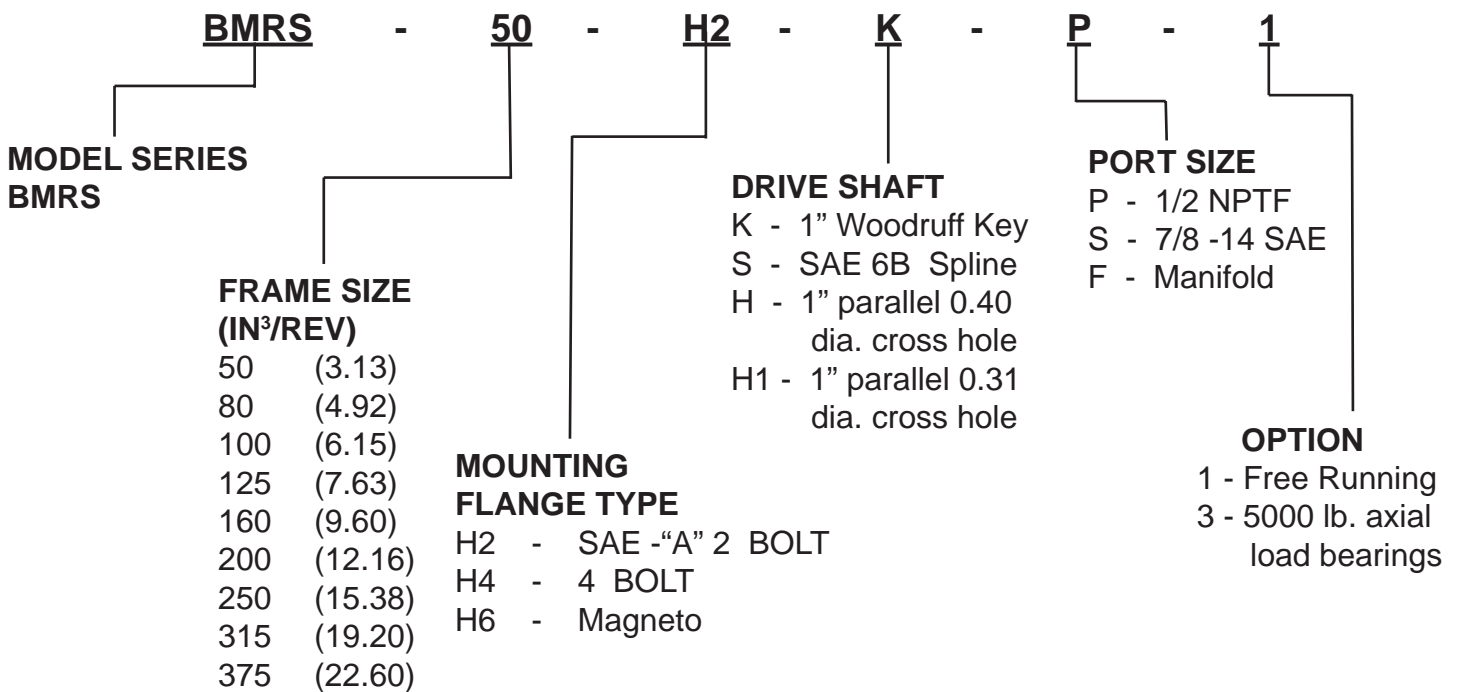 BMRS - 50 - H2 - K - P - 1
MODEL SERIES
BMRS
FRAME SIZE
(IN³/REV)
50 (3.13)
80 (4.92)
100 (6.15)
125 (7.63)
160 (9.60)
200 (12.16)
250 (15.38)
315 (19.20)
375 (22.60)
MOUNTING
FLANGE TYPE
H2 - SAE -“A” 2 BOLT
H4 - 4 BOLT
H6 - Magneto
DRIVE SHAFT
K - 1” Woodruff Key
S - SAE 6B Spline
H - 1” parallel 0.40
dia. cross hole
H1 - 1” parallel 0.31
dia. cross hole
PORT SIZE
P - 1/2 NPTF
S - 7/8 -14 SAE
F - Manifold
OPTION
1 - Free Running
3 - 5000 lb. axial
load bearings